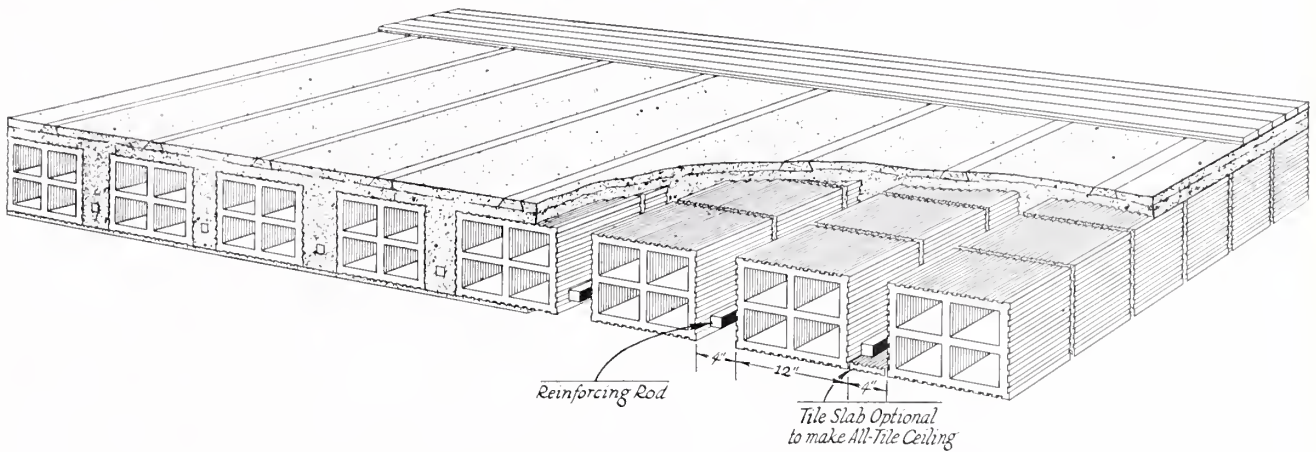 4"
12"
4"
Reinforcing Rod
Tile Slab Optional
to make All-Tile Ceiling